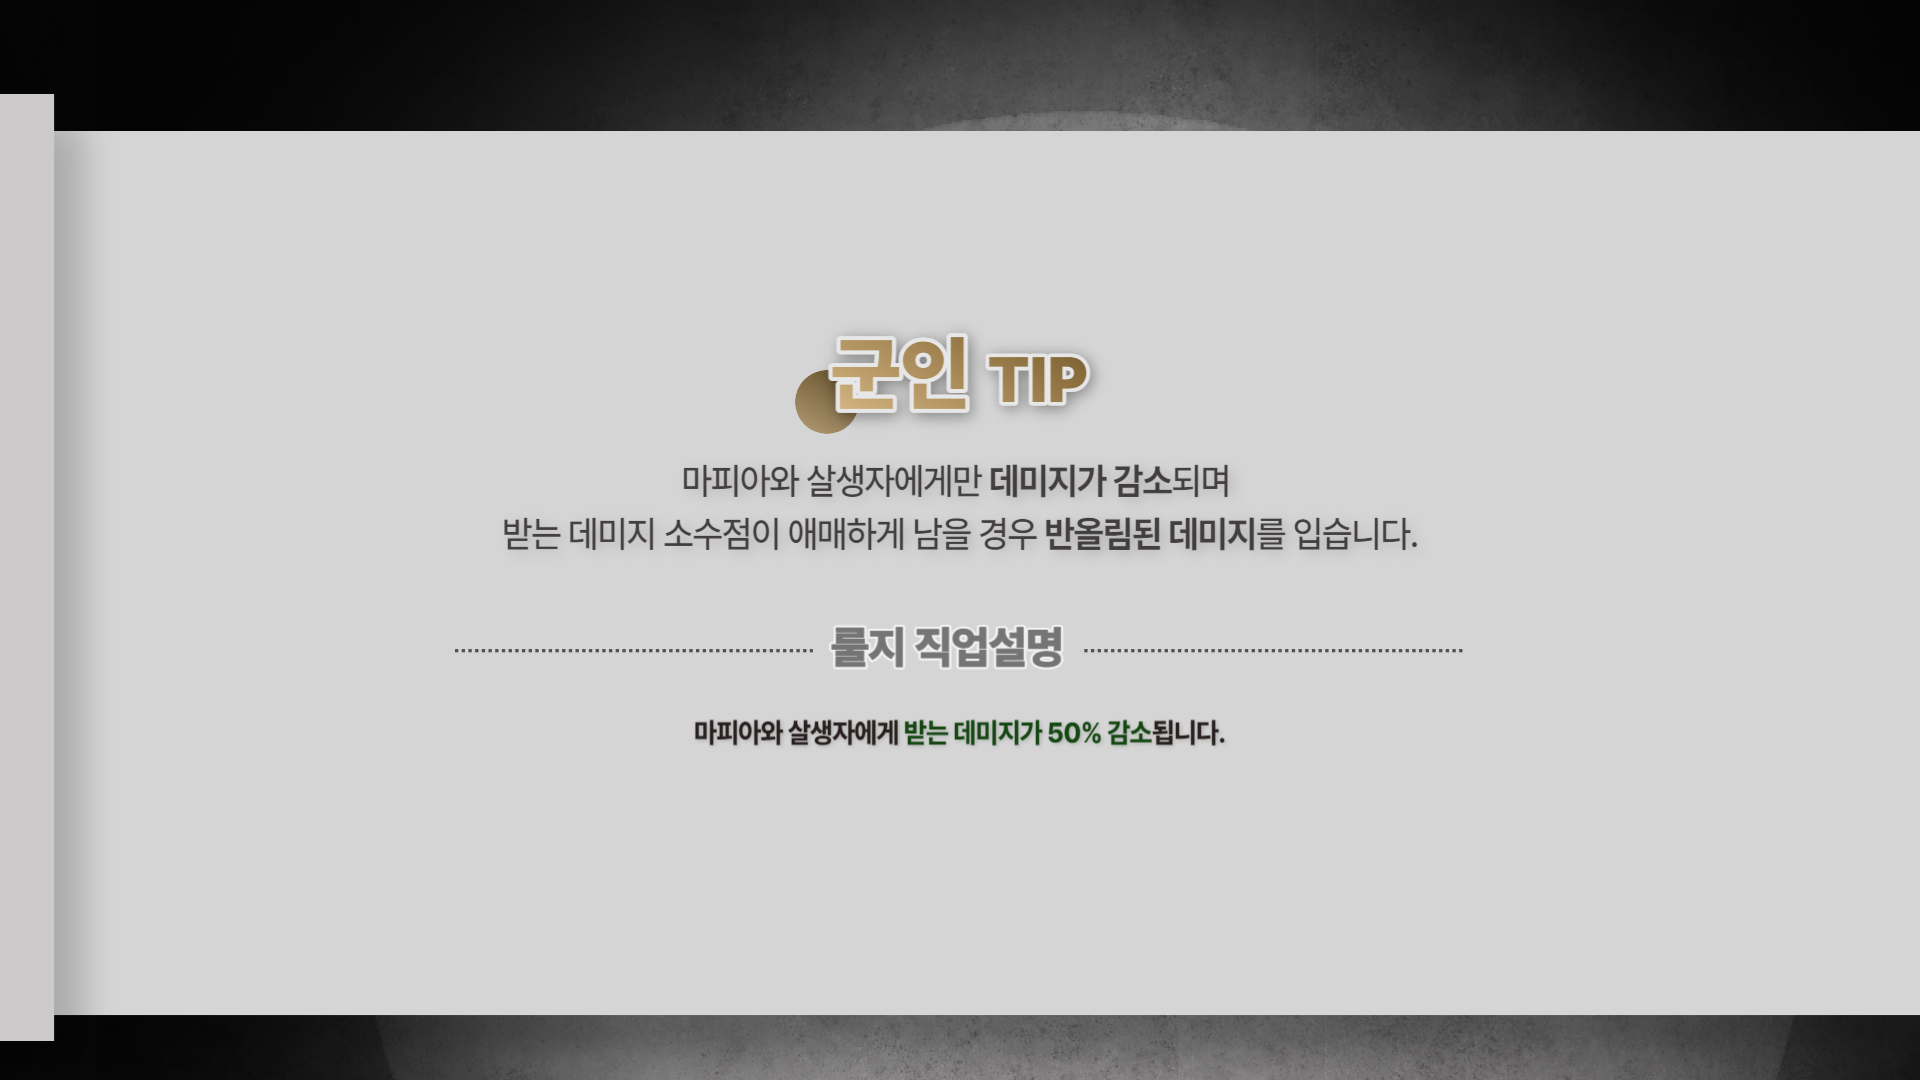 군인 TIP
마피아와 살생자에게만 데미지가 감소되며
받는 데미지 소수점이 애매하게 남을 경우 반올림된 데미지를 입습니다.
룰지 직업설명
마피아와 살생자에게 받는 데미지가 50% 감소됩니다.